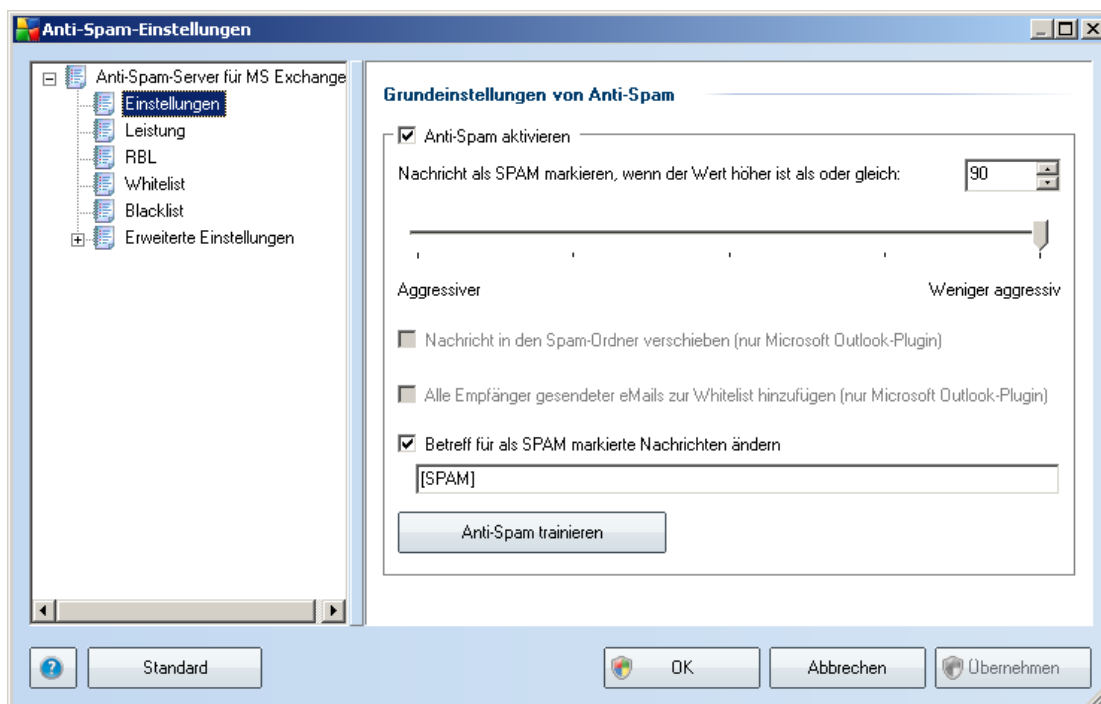 Anti-Spam-Einstellungen
Anti-Spam-Server für MS Exchange
Einstellungen
Leistung
RBL
Whitelist
Blacklist
Erweiterte Einstellungen
Grundeinstellungen von Anti-Spam
Anti-Spam aktivieren
Nachricht als SPAM markieren, wenn der Wert höher ist als oder gleich: 90
Aggressiver Weniger aggressiv
Nachricht in den Spam-Ordner verschieben (nur Microsoft Outlook-Plugin)
Alle Empfänger gesendeter eMails zur Whitelist hinzufügen (nur Microsoft Outlook-Plugin)
Betreff für als SPAM markierte Nachrichten ändern
[SPAM]
Anti-Spam trainieren
? Standard OK Abbrechen Übernehmen